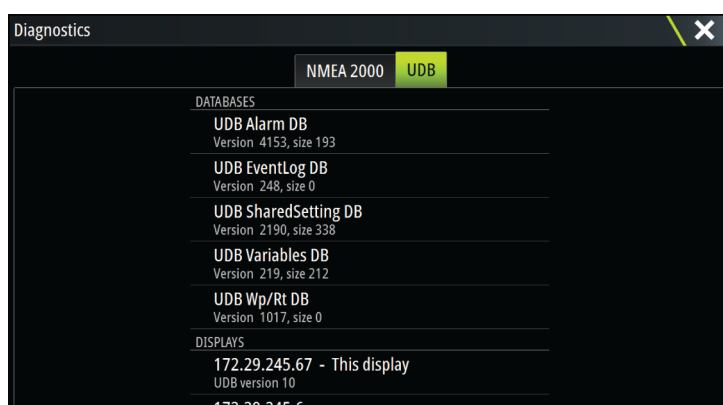 Diagnostics
NMEA 2000 UDB
DATABASES
UDB Alarm DB
Version 4153, size 193
UDB EventLog DB
Version 248, size 0
UDB SharedSetting DB
Version 2190, size 338
UDB Variables DB
Version 219, size 212
UDB Wp/Rt DB
Version 1017, size 0
DISPLAYS
172.29.245.67 - This display
UDB version 10